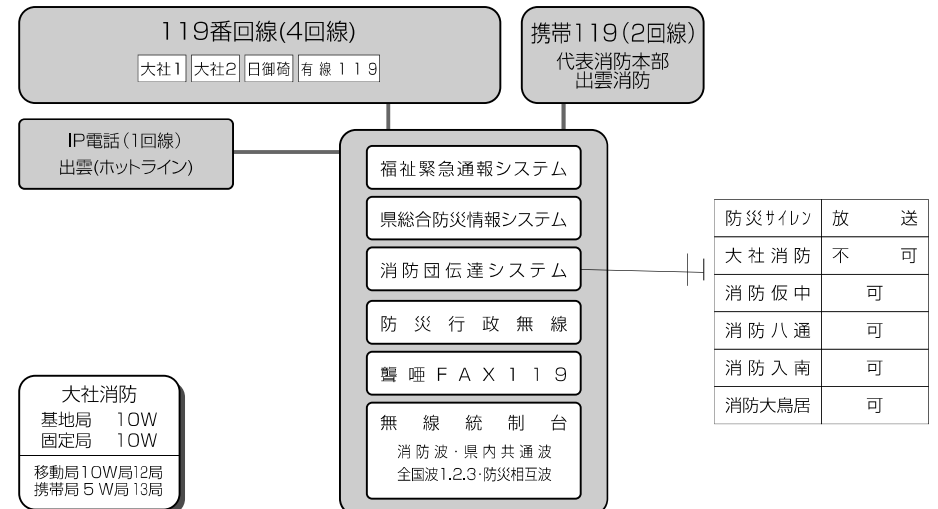 119番回線(4回線)
大社1 大社2 日御碕 有線119
携帯119(2回線)
代表消防本部
出雲消防
IP電話(1回線)
出雲(ホットライン)
福祉緊急通報システム
県総合防災情報システム
消防団伝達システム
防災行政無線
聾唖FAX119
無線統制台
消防波・県内共通波
全国波1.2.3・防災相互波
防災サイレン 放送
大社消防 不可
消防仮中 可
消防八通 可
消防入南 可
消防大鳥居 可
大社消防
基地局 10W
固定局 10W
移動局10W局12局
携帯局5W局13局